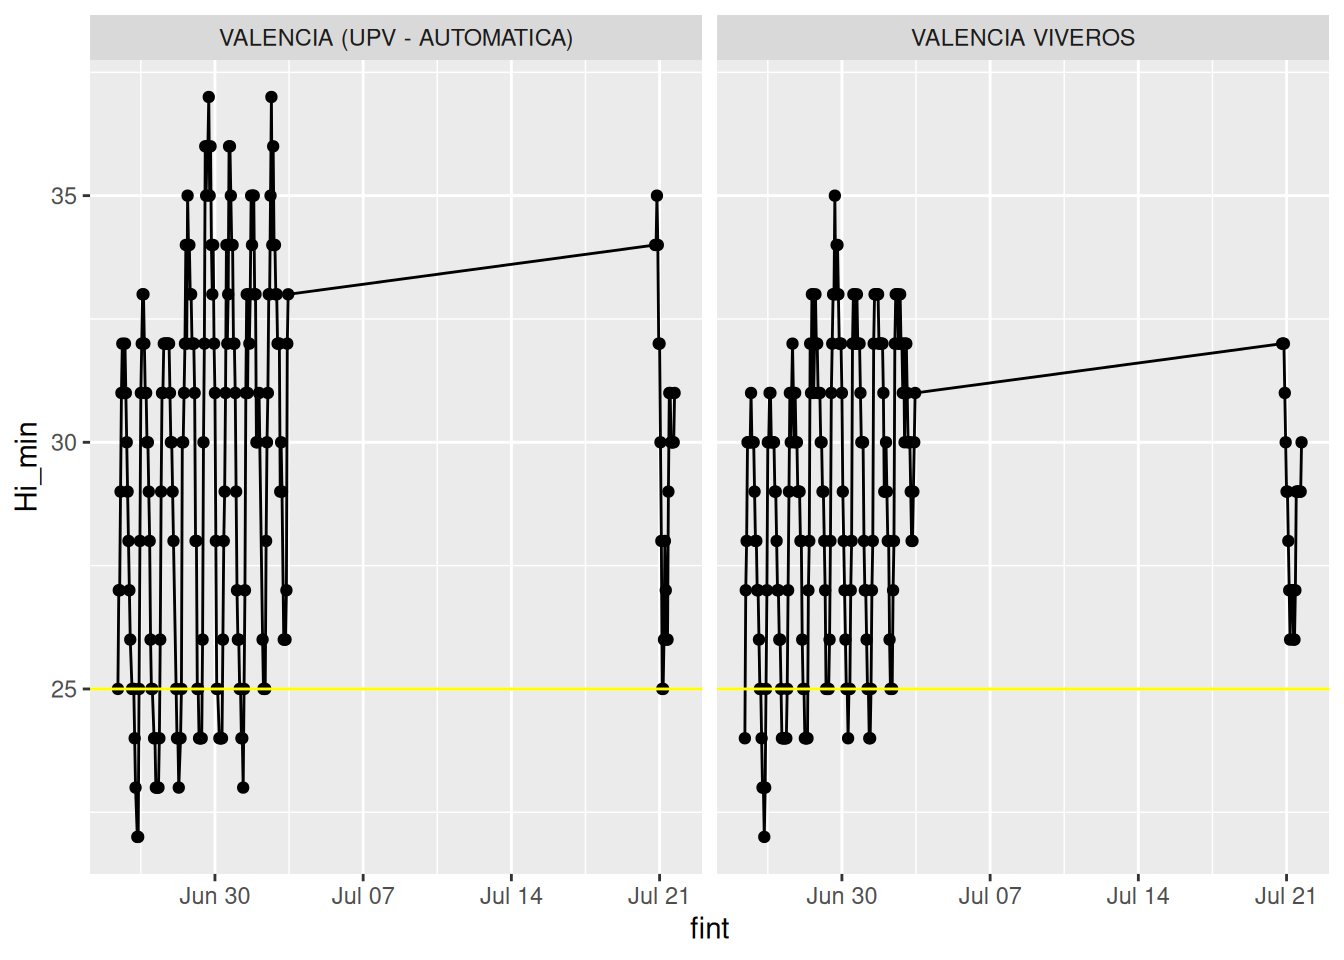 VALENCIA (UPV - AUTOMATICA)
VALENCIA VIVEROS
Hi_min
35
30
25
Jun 30
Jul 07
Jul 14
Jul 21
Jun 30
Jul 07
Jul 14
Jul 21
fint